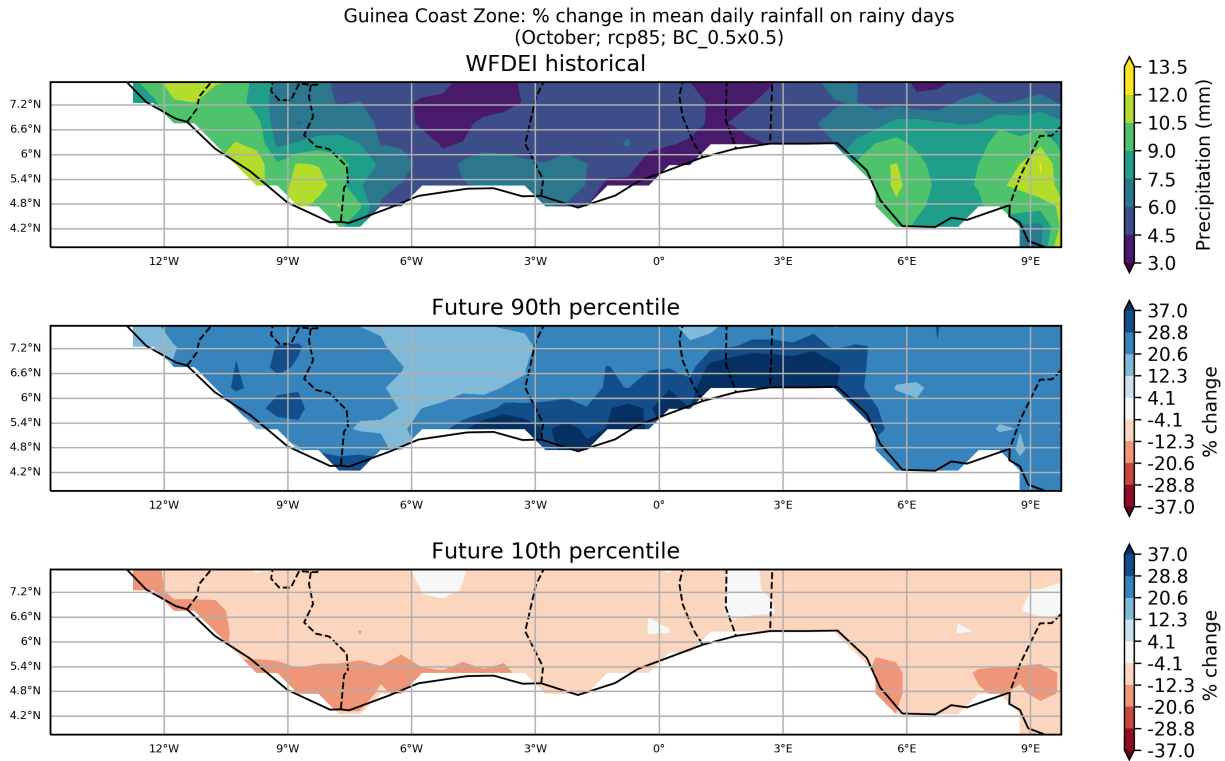 Guinea Coast Zone: % change in mean daily rainfall on rainy days
(October; rcp85; BC_0.5x0.5)
WFDEI historical
7.2°N
6.6°N
6°N
5.4°N
4.8°N
4.2°N
12°W 9°W 6°W 3°W 0° 3°E 6°E 9°E
13.5
12.0
10.5
9.0
7.5
6.0
4.5
3.0
Precipitation (mm)
Future 90th percentile
7.2°N
6.6°N
6°N
5.4°N
4.8°N
4.2°N
12°W 9°W 6°W 3°W 0° 3°E 6°E 9°E
37.0
28.8
20.6
12.3
4.1
-4.1
-12.3
-20.6
-28.8
-37.0
% change
Future 10th percentile
7.2°N
6.6°N
6°N
5.4°N
4.8°N
4.2°N
12°W 9°W 6°W 3°W 0° 3°E 6°E 9°E
37.0
28.8
20.6
12.3
4.1
-4.1
-12.3
-20.6
-28.8
-37.0
% change